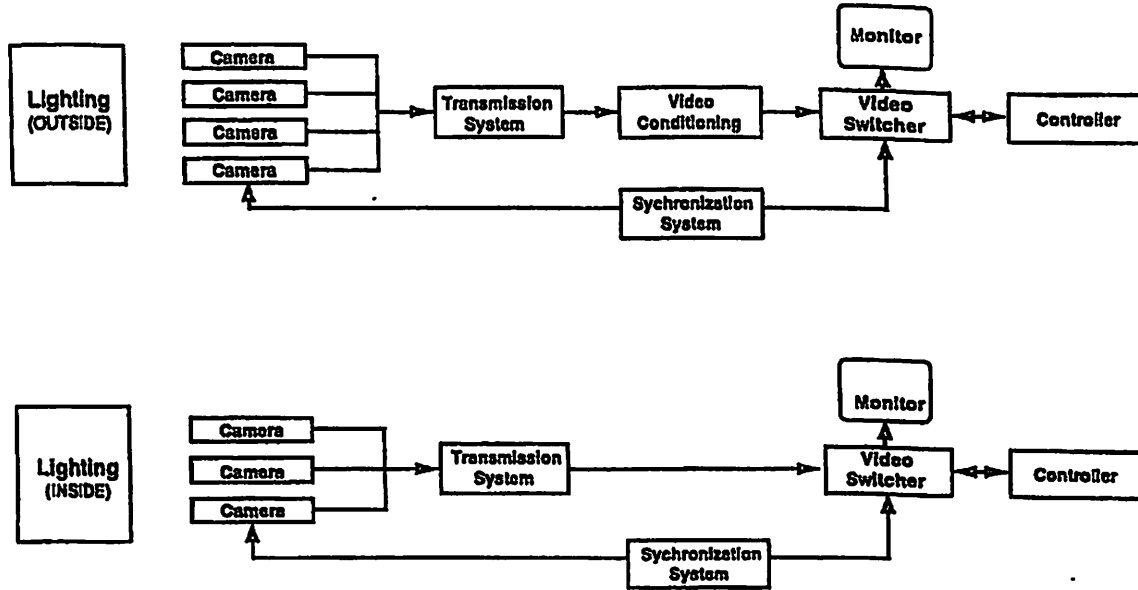 Monitor
Lighting
(OUTSIDE)
Camera
Camera
Camera
Camera
Transmission
System
Video
Conditioning
Video
Switcher
Controller
Sychronization
System
Monitor
Lighting
(INSIDE)
Camera
Camera
Camera
Transmission
System
Video
Switcher
Controller
Sychronization
System